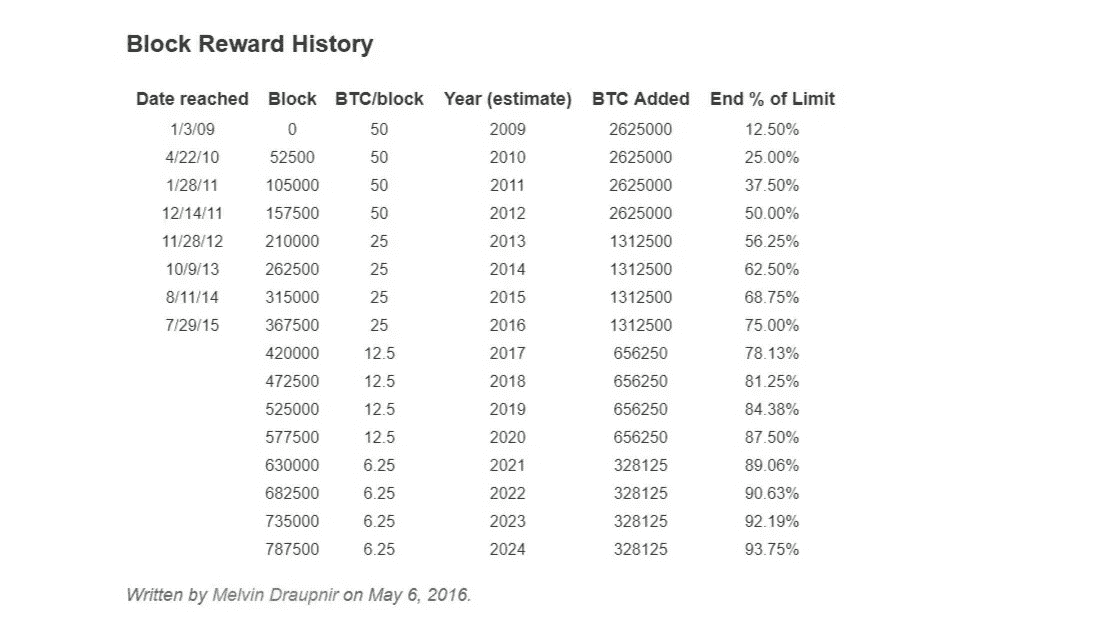 Block Reward History
Date reached Block BTC/block Year (estimate) BTC Added End % of Limit
1/3/09 0 50 2009 2625000 12.50%
4/22/10 52500 50 2010 2625000 25.00%
1/28/11 105000 50 2011 2625000 37.50%
12/14/11 157500 50 2012 2625000 50.00%
11/28/12 210000 25 2013 1312500 56.25%
10/9/13 262500 25 2014 1312500 62.50%
8/11/14 315000 25 2015 1312500 68.75%
7/29/15 367500 25 2016 1312500 75.00%
420000 12.5 2017 656250 78.13%
472500 12.5 2018 656250 81.25%
525000 12.5 2019 656250 84.38%
577500 12.5 2020 656250 87.50%
630000 6.25 2021 328125 89.06%
682500 6.25 2022 328125 90.63%
735000 6.25 2023 328125 92.19%
787500 6.25 2024 328125 93.75%
Written by Melvin Draupnir on May 6, 2016.